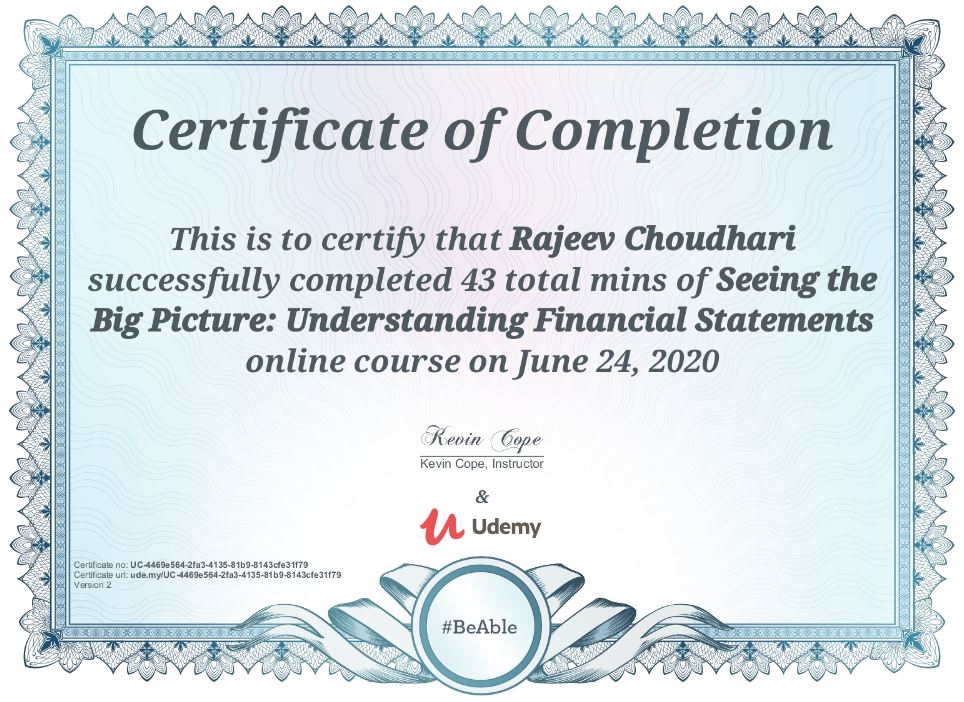 Certificate of Completion
This is to certify that Rajeev Choudhari
successfully completed 43 total mins of Seeing the
Big Picture: Understanding Financial Statements
online course on June 24, 2020
Kevin Cope
Kevin Cope, Instructor
&
Udemy
Certificate no: UC-4469e564-2fa3-4135-81b9-8143cfe31f79
Certificate url: ude.my/UC-4469e564-2fa3-4135-81b9-8143cfe31f79
Version 2
#BeAble